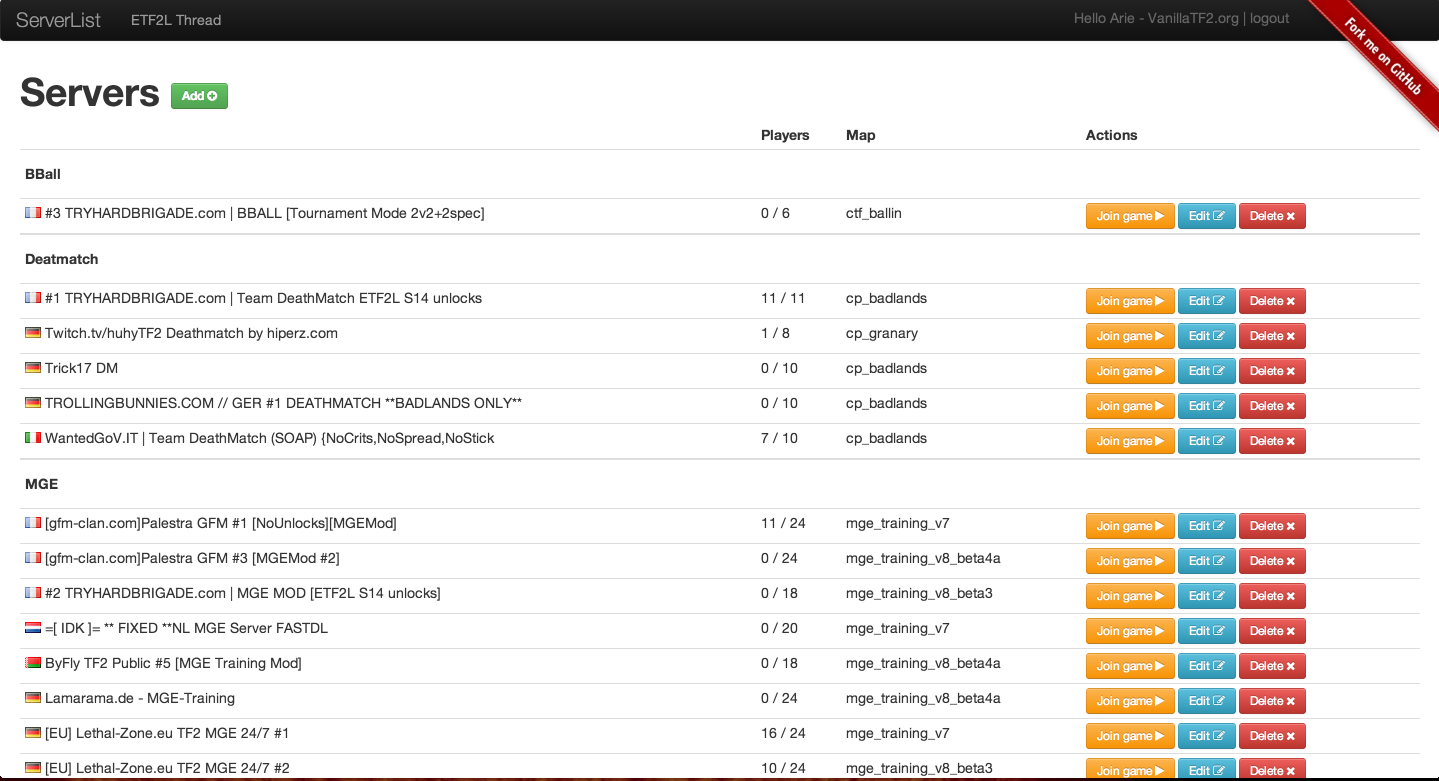 ServerList ETF2L Thread Hello Arie - VanillaTF2.org | logout
Fork me on GitHub
Servers Add
Players Map Actions
BBall
#3 TRYHARDBRIGADE.com | BBALL [Tournament Mode 2v2+2spec] 0 / 6 ctf_ballin Join game Edit Delete
Deatmatch
#1 TRYHARDBRIGADE.com | Team DeathMatch ETF2L S14 unlocks 11 / 11 cp_badlands Join game Edit Delete
Twitch.tv/huhyTF2 Deathmatch by hiperz.com 1 / 8 cp_granary Join game Edit Delete
Trick17 DM 0 / 10 cp_badlands Join game Edit Delete
TROLLINGBUNNIES.COM // GER #1 DEATHMATCH **BADLANDS ONLY** 0 / 10 cp_badlands Join game Edit Delete
WantedGoV.IT | Team DeathMatch (SOAP) {NoCrits,NoSpread,NoStick 7 / 10 cp_badlands Join game Edit Delete
MGE
[gfm-clan.com]Palestra GFM #1 [NoUnlocks][MGEMod] 11 / 24 mge_training_v7 Join game Edit Delete
[gfm-clan.com]Palestra GFM #3 [MGEMod #2] 0 / 24 mge_training_v8_beta4a Join game Edit Delete
#2 TRYHARDBRIGADE.com | MGE MOD [ETF2L S14 unlocks] 0 / 18 mge_training_v8_beta3 Join game Edit Delete
=[ IDK ]= ** FIXED **NL MGE Server FASTDL 0 / 20 mge_training_v7 Join game Edit Delete
ByFly TF2 Public #5 [MGE Training Mod] 0 / 18 mge_training_v8_beta4a Join game Edit Delete
Lamarama.de - MGE-Training 0 / 24 mge_training_v8_beta4a Join game Edit Delete
[EU] Lethal-Zone.eu TF2 MGE 24/7 #1 16 / 24 mge_training_v7 Join game Edit Delete
[EU] Lethal-Zone.eu TF2 MGE 24/7 #2 10 / 24 mge_training_v8_beta3 Join game Edit Delete